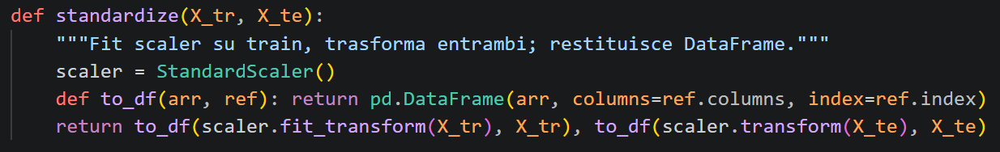 def standardize(X_tr, X_te):
    """Fit scaler su train, trasforma entrambi; restituisce DataFrame."""
    scaler = StandardScaler()
    def to_df(arr, ref): return pd.DataFrame(arr, columns=ref.columns, index=ref.index)
    return to_df(scaler.fit_transform(X_tr), X_tr), to_df(scaler.transform(X_te), X_te)